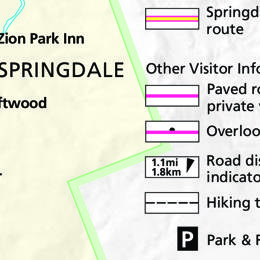 Zion Park Inn
SPRINGDALE
Springd
route
Other Visitor Info
Paved ro
private
Overloo
1.1mi
1.8km
Road dis
indicato
Hiking t
P
Park & R